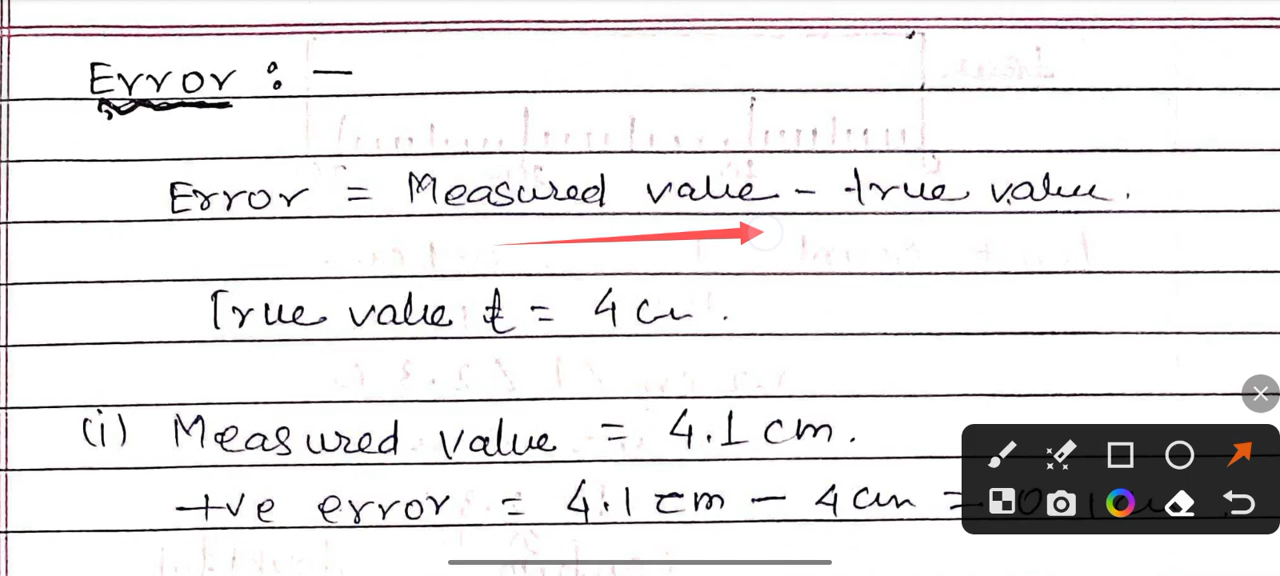 Error : —
Error = Measured value - true value.
True value t = 4 cm.
(i) Measured value = 4.1 cm.
+ve error = 4.1 cm - 4 cm =